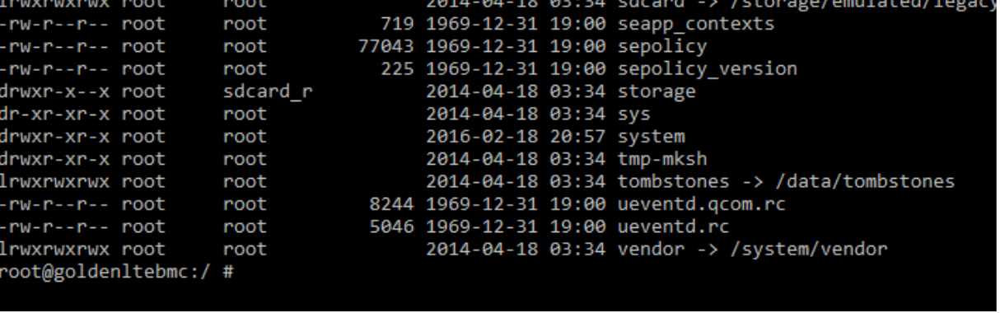 lrwxrwxrwx root     root              2014-04-18 03:34 sdcard -> /storage/emulated/legacy
-rw-r--r-- root     root          719 1969-12-31 19:00 seapp_contexts
-rw-r--r-- root     root        77043 1969-12-31 19:00 sepolicy
-rw-r--r-- root     root          225 1969-12-31 19:00 sepolicy_version
drwxr-x--x root     sdcard_r          2014-04-18 03:34 storage
dr-xr-xr-x root     root              2014-04-18 03:34 sys
drwxr-xr-x root     root              2016-02-18 20:57 system
drwxr-xr-x root     root              2014-04-18 03:34 tmp-mksh
lrwxrwxrwx root     root              2014-04-18 03:34 tombstones -> /data/tombstones
-rw-r--r-- root     root         8244 1969-12-31 19:00 ueventd.qcom.rc
-rw-r--r-- root     root         5046 1969-12-31 19:00 ueventd.rc
lrwxrwxrwx root     root              2014-04-18 03:34 vendor -> /system/vendor
root@goldenltebmc:/ #